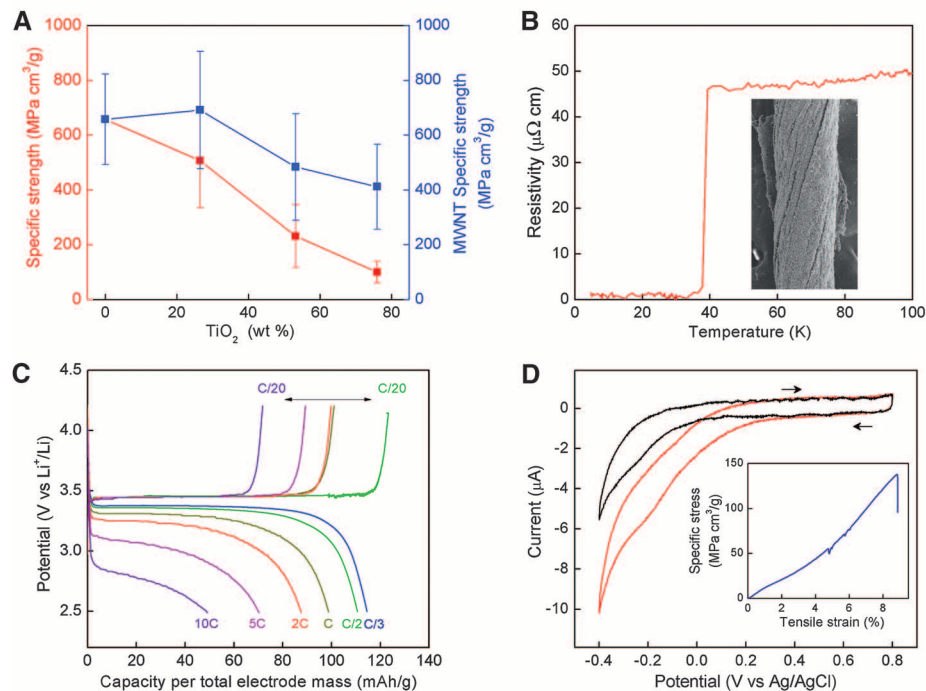 A
Specific strength (MPa cm³/g)
1000
800
600
400
200
0
0 20 40 60 80
TiO₂ (wt %)
1000
800
600
400
200
0
MWNT Specific strength
(MPa cm³/g)
B
Resistivity (μΩ cm)
60
50
40
30
20
10
0
0 20 40 60 80 100
Temperature (K)
C
Potential (V vs Li⁺/Li)
4.5
4.0
3.5
3.0
2.5
C/20 C/20
10C 5C 2C C C/2 C/3
0 20 40 60 80 100 120 140
Capacity per total electrode mass (mAh/g)
D
Current (μA)
0
-2
-4
-6
-8
-10
-0.4 -0.2 0.0 0.2 0.4 0.6 0.8
Potential (V vs Ag/AgCl)
Specific stress
(MPa cm³/g)
150
100
50
0
0 2 4 6 8
Tensile strain (%)